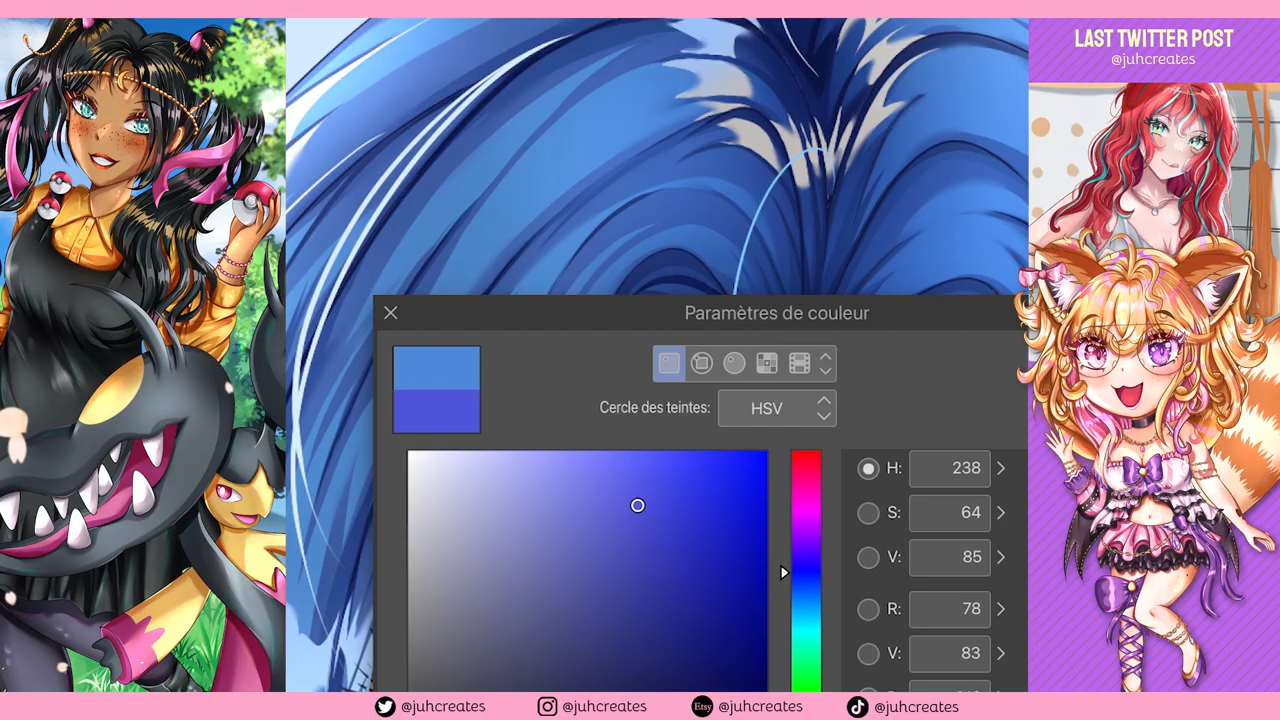 LAST TWITTER POST
@juhcreates
Paramètres de couleur
Cercle des teintes: HSV
H: 238
S: 64
V: 85
R: 78
V: 83
@juhcreates @juhcreates Etsy @juhcreates @juhcreates